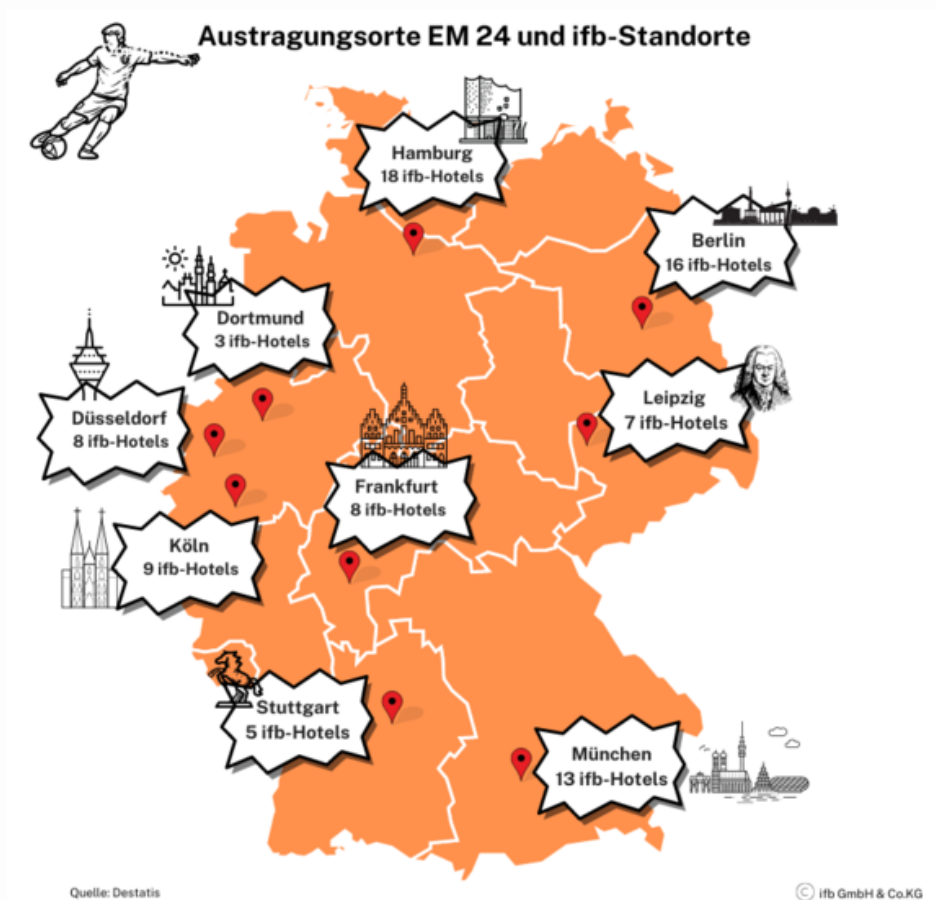 Austragungsorte EM 24 und ifb-Standorte
Hamburg
18 ifb-Hotels
Berlin
16 ifb-Hotels
Dortmund
3 ifb-Hotels
Leipzig
7 ifb-Hotels
Düsseldorf
8 ifb-Hotels
Frankfurt
8 ifb-Hotels
Köln
9 ifb-Hotels
Stuttgart
5 ifb-Hotels
München
13 ifb-Hotels
Quelle: Destatis
© ifb GmbH & Co.KG